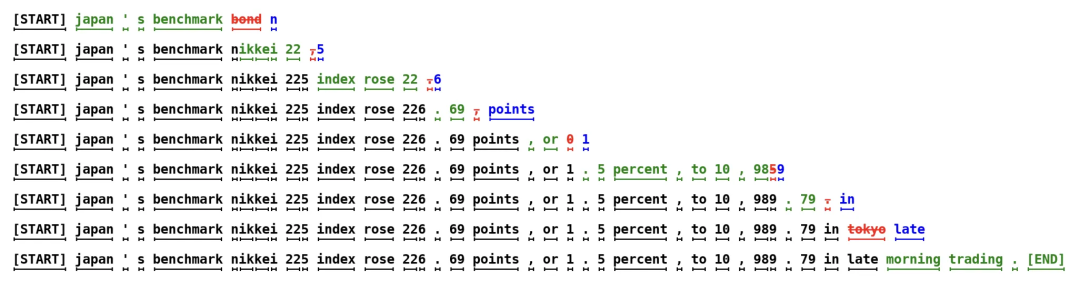 [START] japan ' s benchmark bond n
[START] japan ' s benchmark nikkei 22 , 5
[START] japan ' s benchmark nikkei 225 index rose 22 . 6
[START] japan ' s benchmark nikkei 225 index rose 226 . 69 , points
[START] japan ' s benchmark nikkei 225 index rose 226 . 69 points , or 0 1
[START] japan ' s benchmark nikkei 225 index rose 226 . 69 points , or 1 . 5 percent , to 10 , 9859
[START] japan ' s benchmark nikkei 225 index rose 226 . 69 points , or 1 . 5 percent , to 10 , 989 . 79 . in
[START] japan ' s benchmark nikkei 225 index rose 226 . 69 points , or 1 . 5 percent , to 10 , 989 . 79 in tokyo late
[START] japan ' s benchmark nikkei 225 index rose 226 . 69 points , or 1 . 5 percent , to 10 , 989 . 79 in late morning trading . [END]